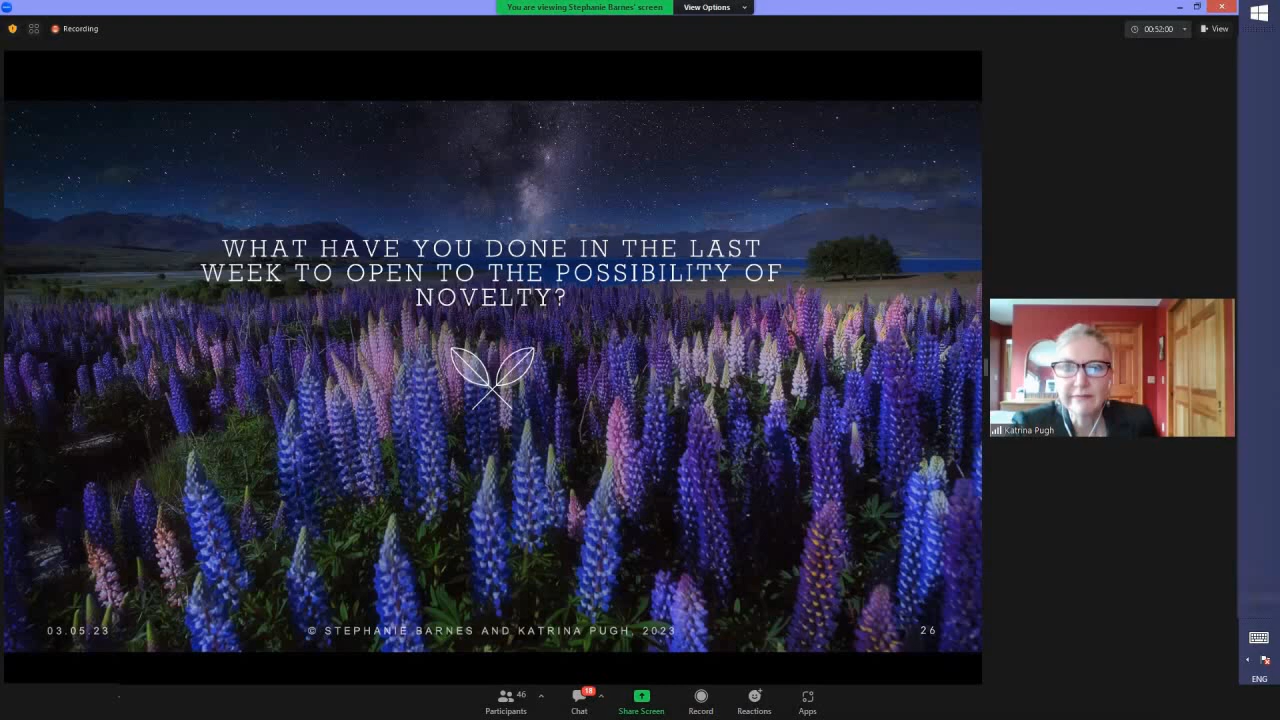 You are viewing Stephanie Barnes' screen
View Options
Recording
00:52:00
View
WHAT HAVE YOU DONE IN THE LAST
WEEK TO OPEN TO THE POSSIBILITY OF
NOVELTY?
Katrina Pugh
03.05.23
© STEPHANIE BARNES AND KATRINA PUGH, 2023
26
46
18
Participants
Chat
Share Screen
Record
Reactions
Apps
ENG